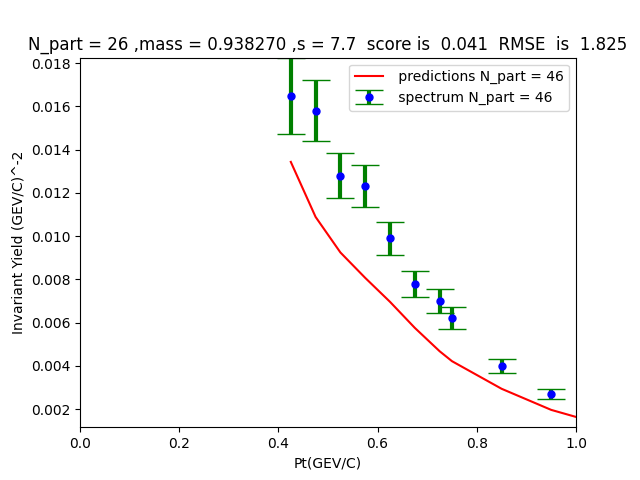 N_part = 26 ,mass = 0.938270 ,s = 7.7  score is  0.041  RMSE  is  1.825
predictions N_part = 46
spectrum N_part = 46
Invariant Yield (GEV/C)^-2
0.018
0.016
0.014
0.012
0.010
0.008
0.006
0.004
0.002
0.0 0.2 0.4 0.6 0.8 1.0
Pt(GEV/C)